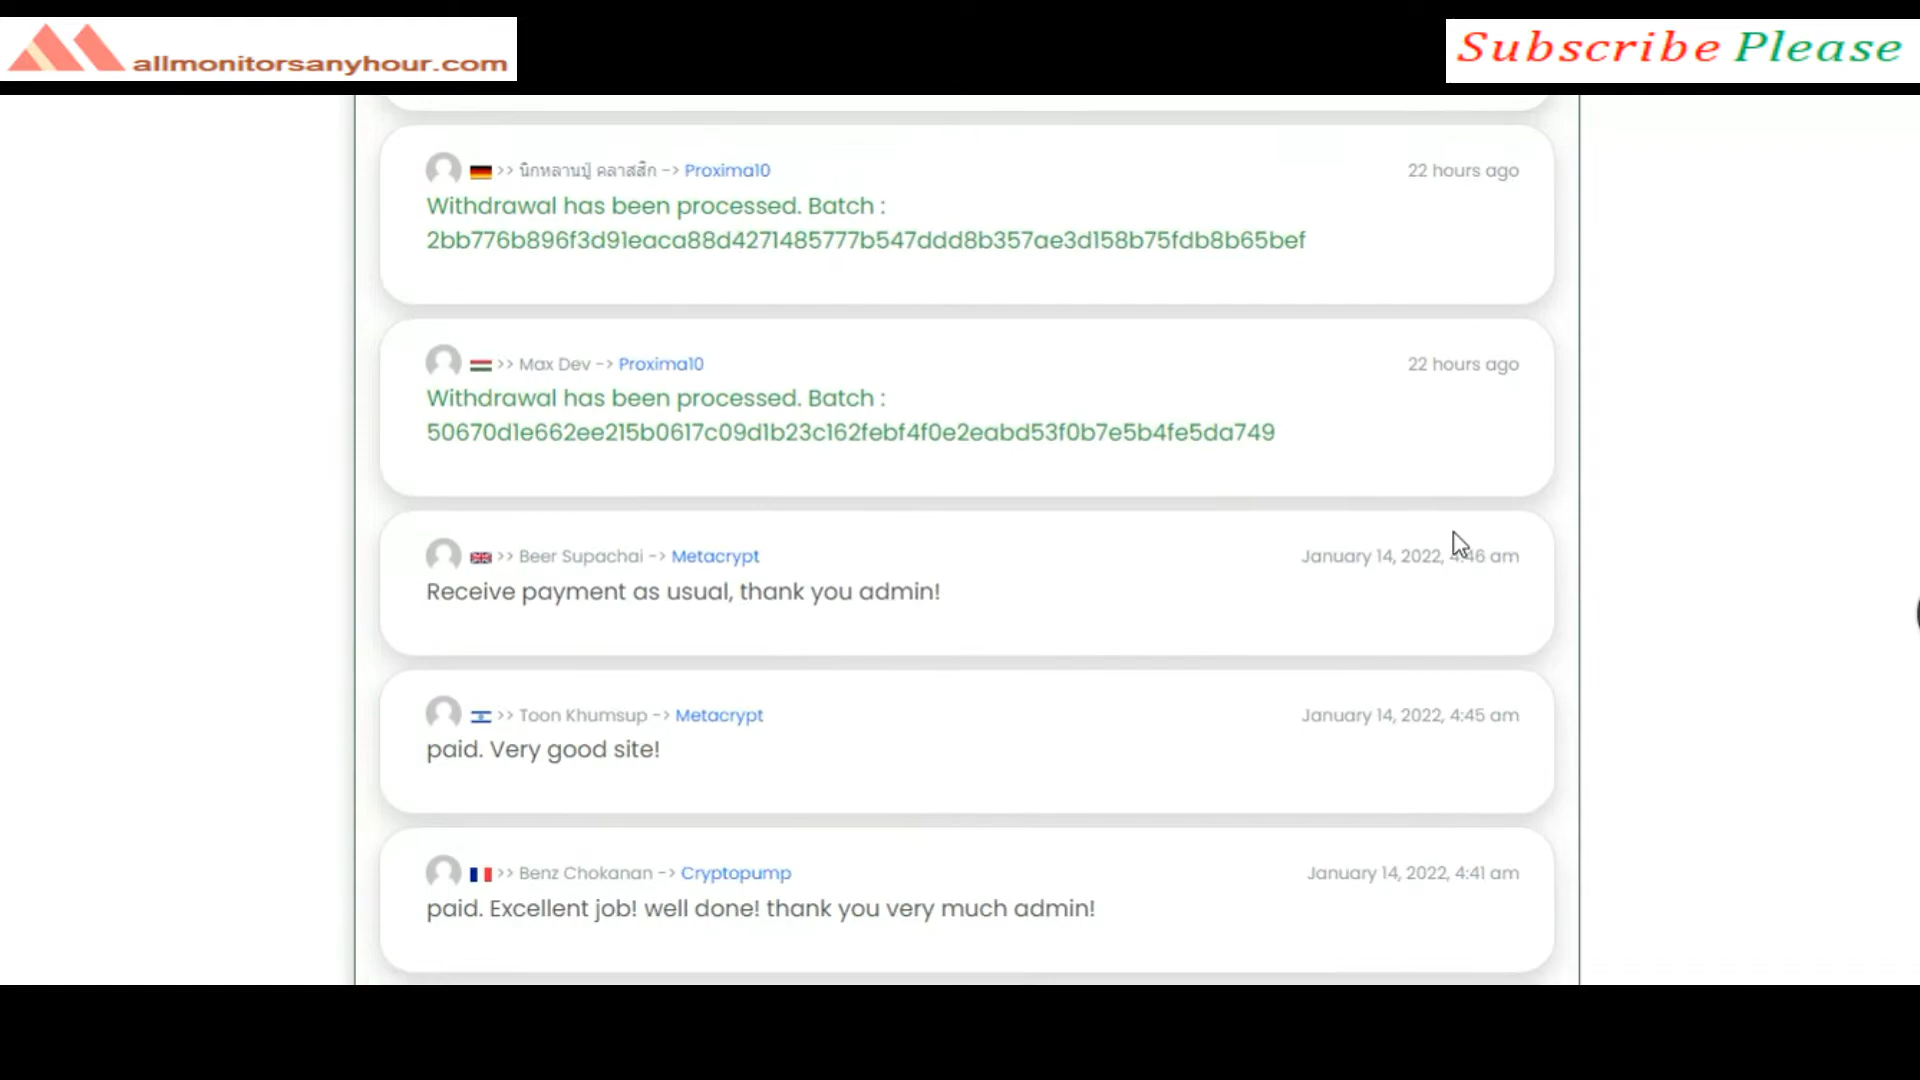 allmonitorsanyhour.com
Subscribe Please
>> นิกหลานปู่ คลาสสิ๊ก -> Proxima10 22 hours ago
Withdrawal has been processed. Batch :
2bb776b896f3d91eaca88d4271485777b547ddd8b357ae3d158b75fdb8b65bef
>> Max Dev -> Proxima10 22 hours ago
Withdrawal has been processed. Batch :
50670d1e662ee215b0617c09d1b23c162febf4f0e2eabd53f0b7e5b4fe5da749
>> Beer Supachai -> Metacrypt January 14, 2022, 4:46 am
Receive payment as usual, thank you admin!
>> Toon Khumsup -> Metacrypt January 14, 2022, 4:45 am
paid. Very good site!
>> Benz Chokanan -> Cryptopump January 14, 2022, 4:41 am
paid. Excellent job! well done! thank you very much admin!